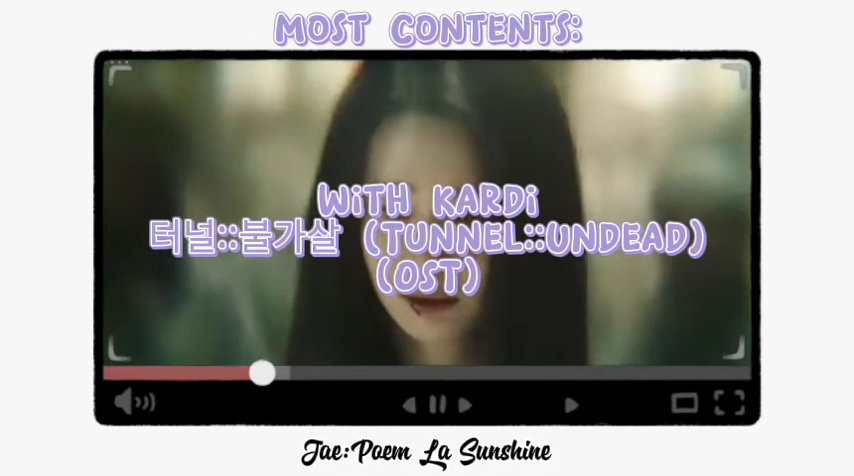 MOST CONTENTS:
WiTH KARDi
터널::불가살 (TUNNEL::UNDEAD)
(OST)
Jae:Poem La Sunshine